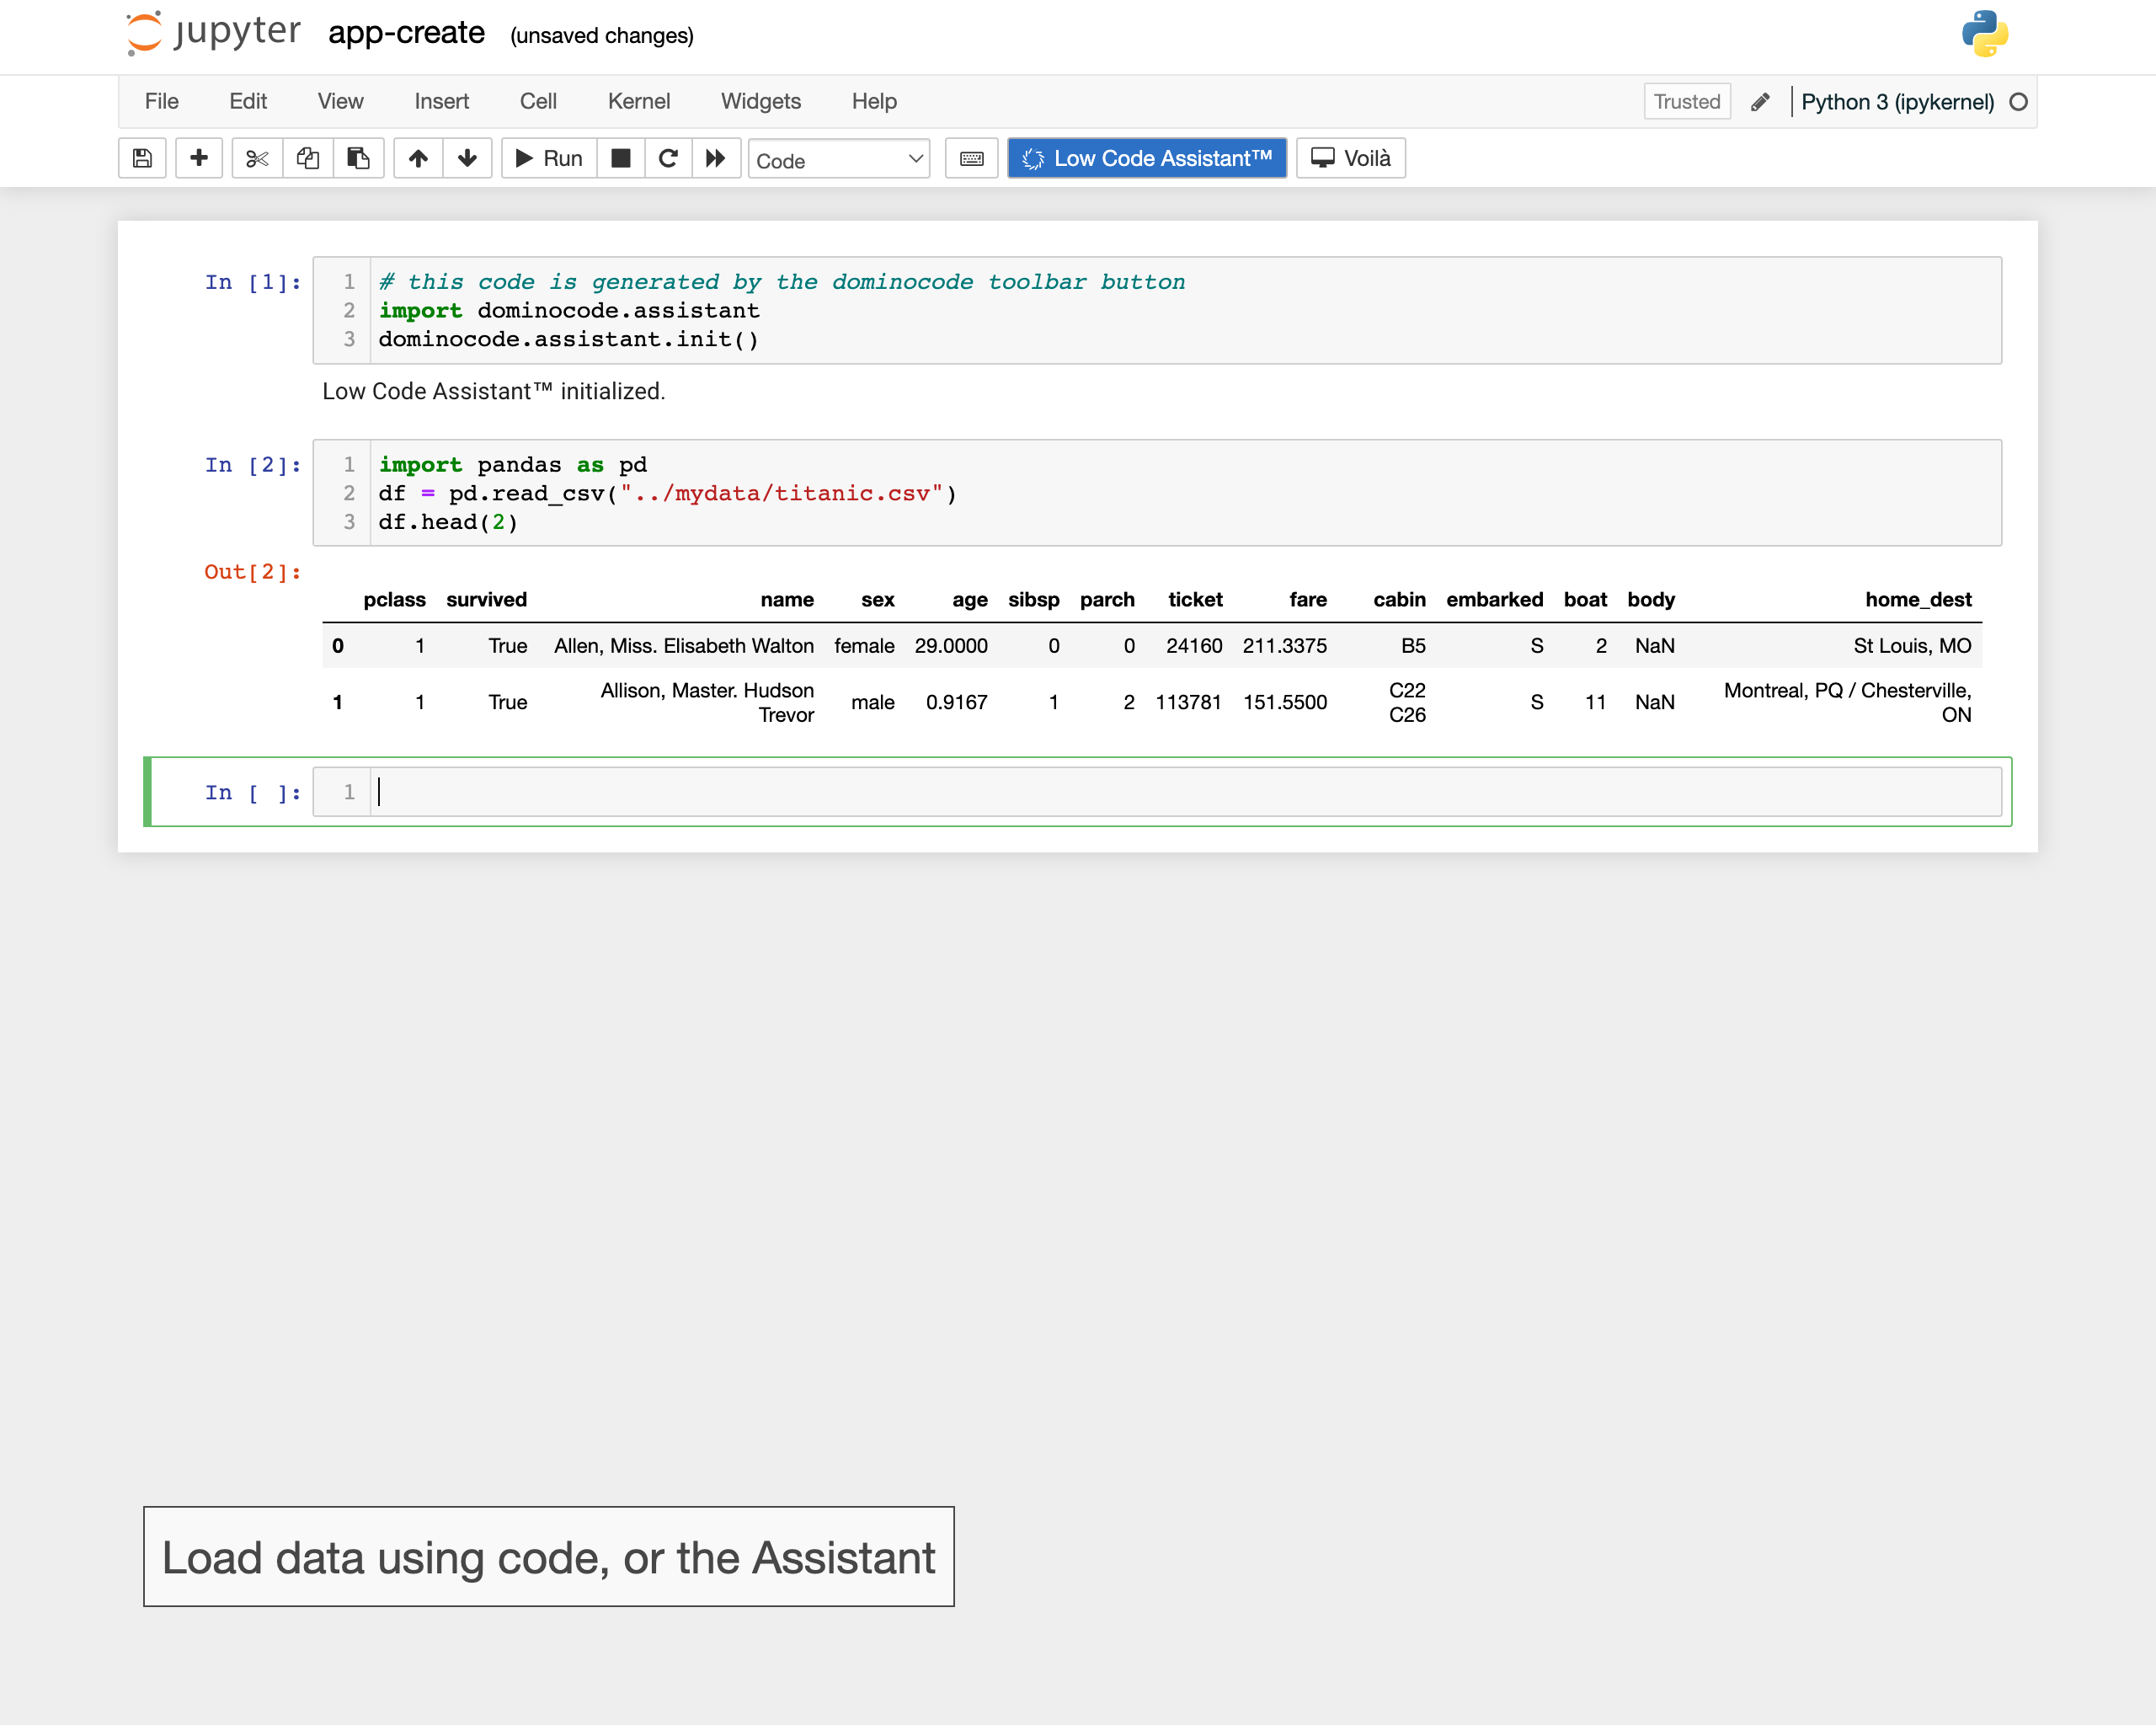 jupyter app-create (unsaved changes)
File Edit View Insert Cell Kernel Widgets Help Trusted Python 3 (ipykernel)
Run Code Low Code Assistant™ Voilà
In [1]: 1 # this code is generated by the dominocode toolbar button
2 import dominocode.assistant
3 dominocode.assistant.init()
Low Code Assistant™ initialized.
In [2]: 1 import pandas as pd
2 df = pd.read_csv("../mydata/titanic.csv")
3 df.head(2)
Out[2]:
pclass survived name sex age sibsp parch ticket fare cabin embarked boat body home_dest
0 1 True Allen, Miss. Elisabeth Walton female 29.0000 0 0 24160 211.3375 B5 S 2 NaN St Louis, MO
1 1 True Allison, Master. Hudson Trevor male 0.9167 1 2 113781 151.5500 C22 C26 S 11 NaN Montreal, PQ / Chesterville, ON
In [ ]: 1
Load data using code, or the Assistant